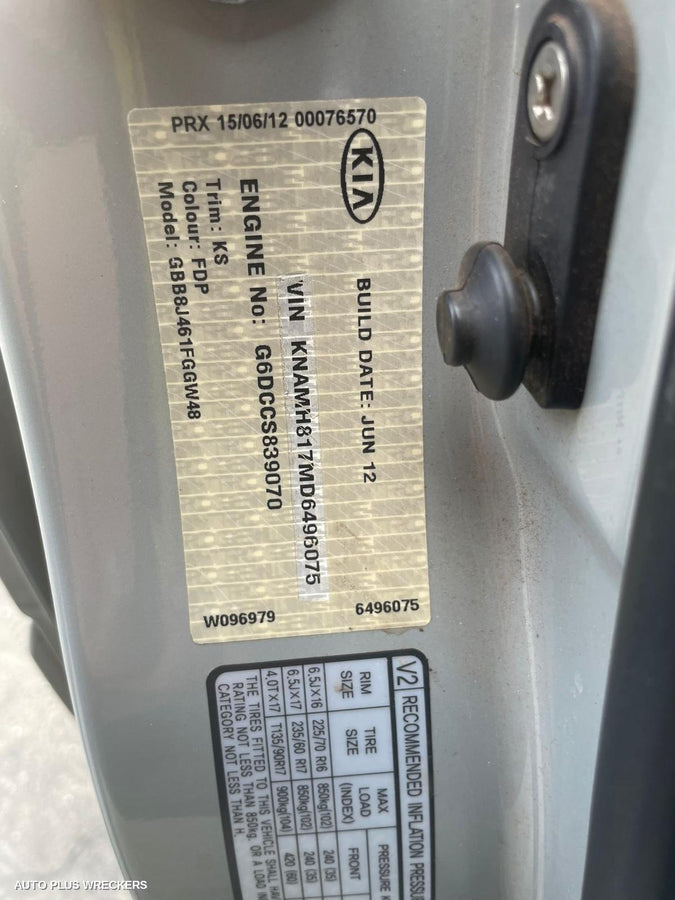 PRX 15/06/12 00076570
KIA
BUILD DATE: JUN 12
VIN KNAMH817MD6496075
ENGINE No: G6DCCS839070
Trim: KS
Colour: FDP
Model: GBB8J461FGGW48
W096979
6496075
V2 RECOMMENDED INFLATION
RIM SIZE TIRE SIZE MAX LOAD (INDEX) FRONT
6.5JX16 225/70 R16 850kg(102) 240 (35)
6.5JX17 235/60 R17 850kg(102) 240 (35)
4.0TX17 T135/90R17 900kg(104) 420 (60)
THE TIRES FITTED TO THIS VEHICLE SHALL
RATING NOT LESS THAN 850kg. OR A LOAD
CATEGORY NOT LESS THAN H.
AUTO PLUS WRECKERS